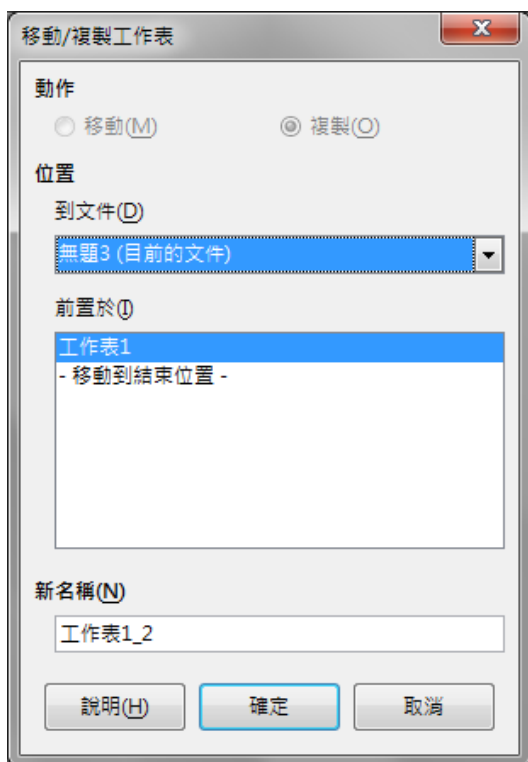 移動/複製工作表
動作
移動(M) 複製(O)
位置
到文件(D)
無題3 (目前的文件)
前置於(I)
工作表1
- 移動到結束位置 -
新名稱(N)
工作表1_2
說明(H) 確定 取消